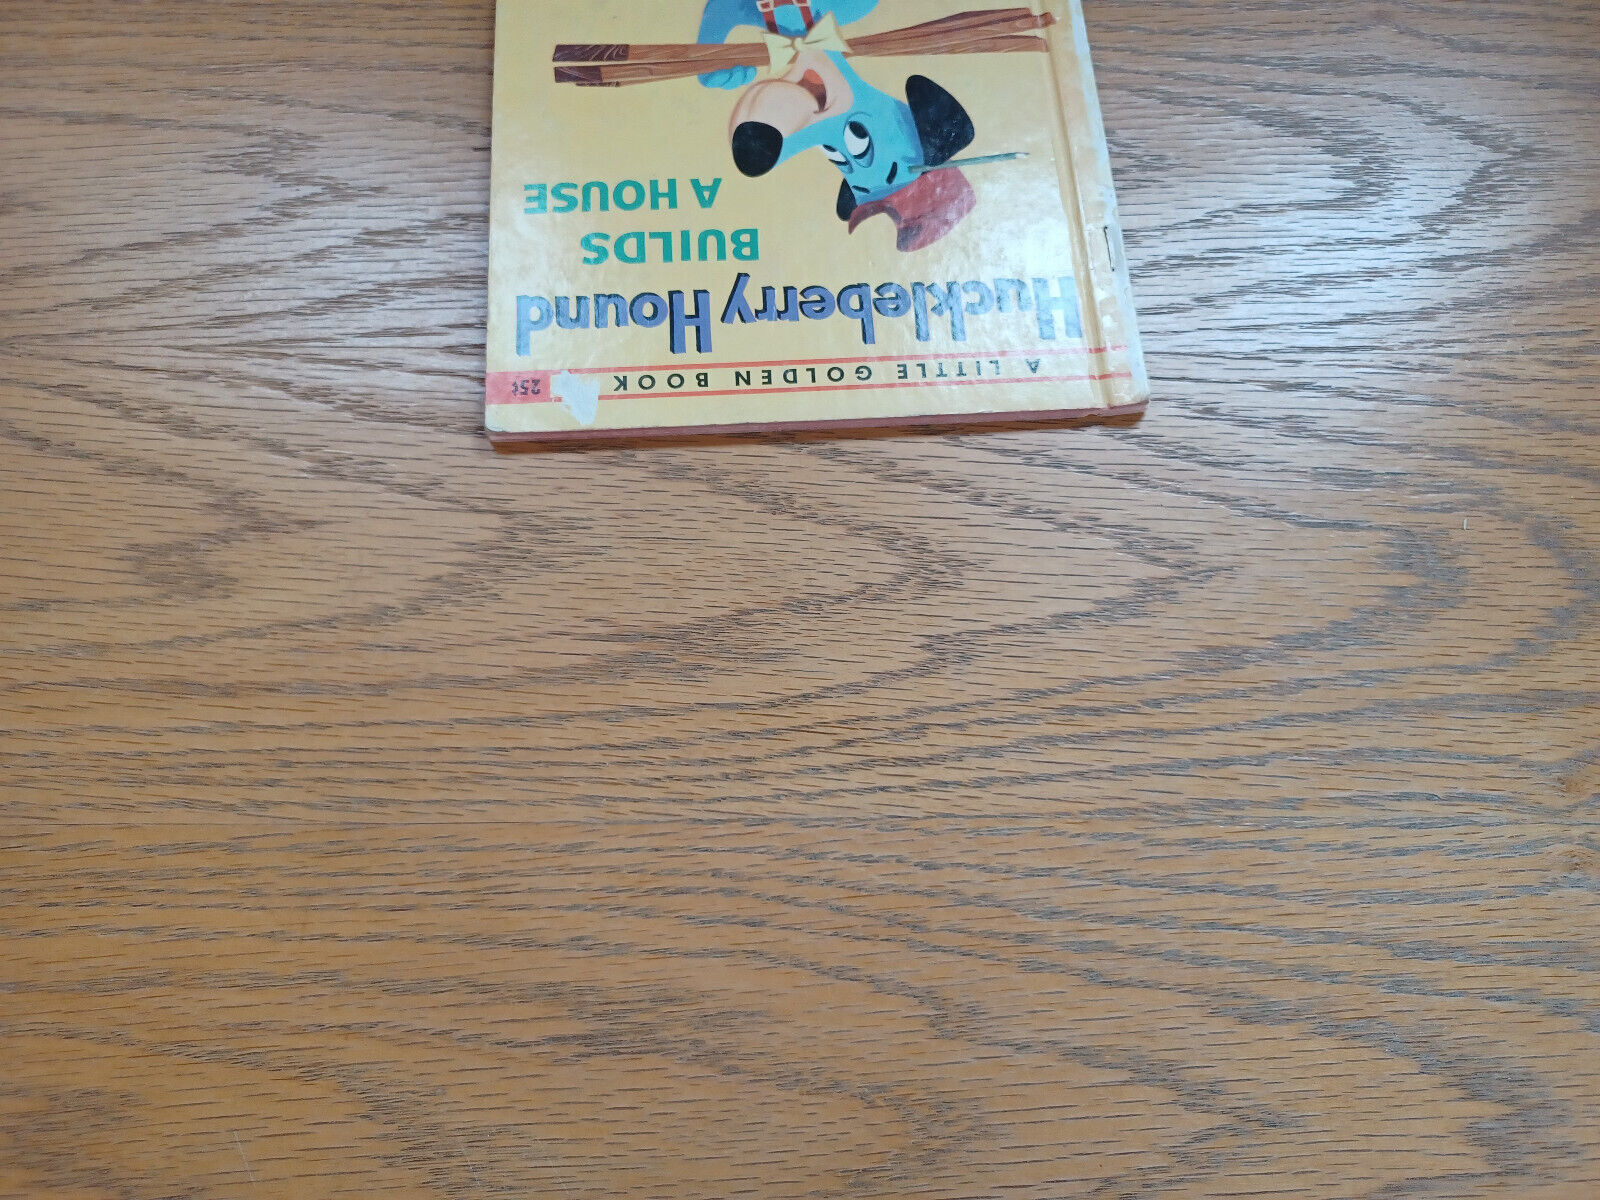 A LITTLE GOLDEN BOOK 25¢
Huckleberry Hound
BUILDS
A HOUSE